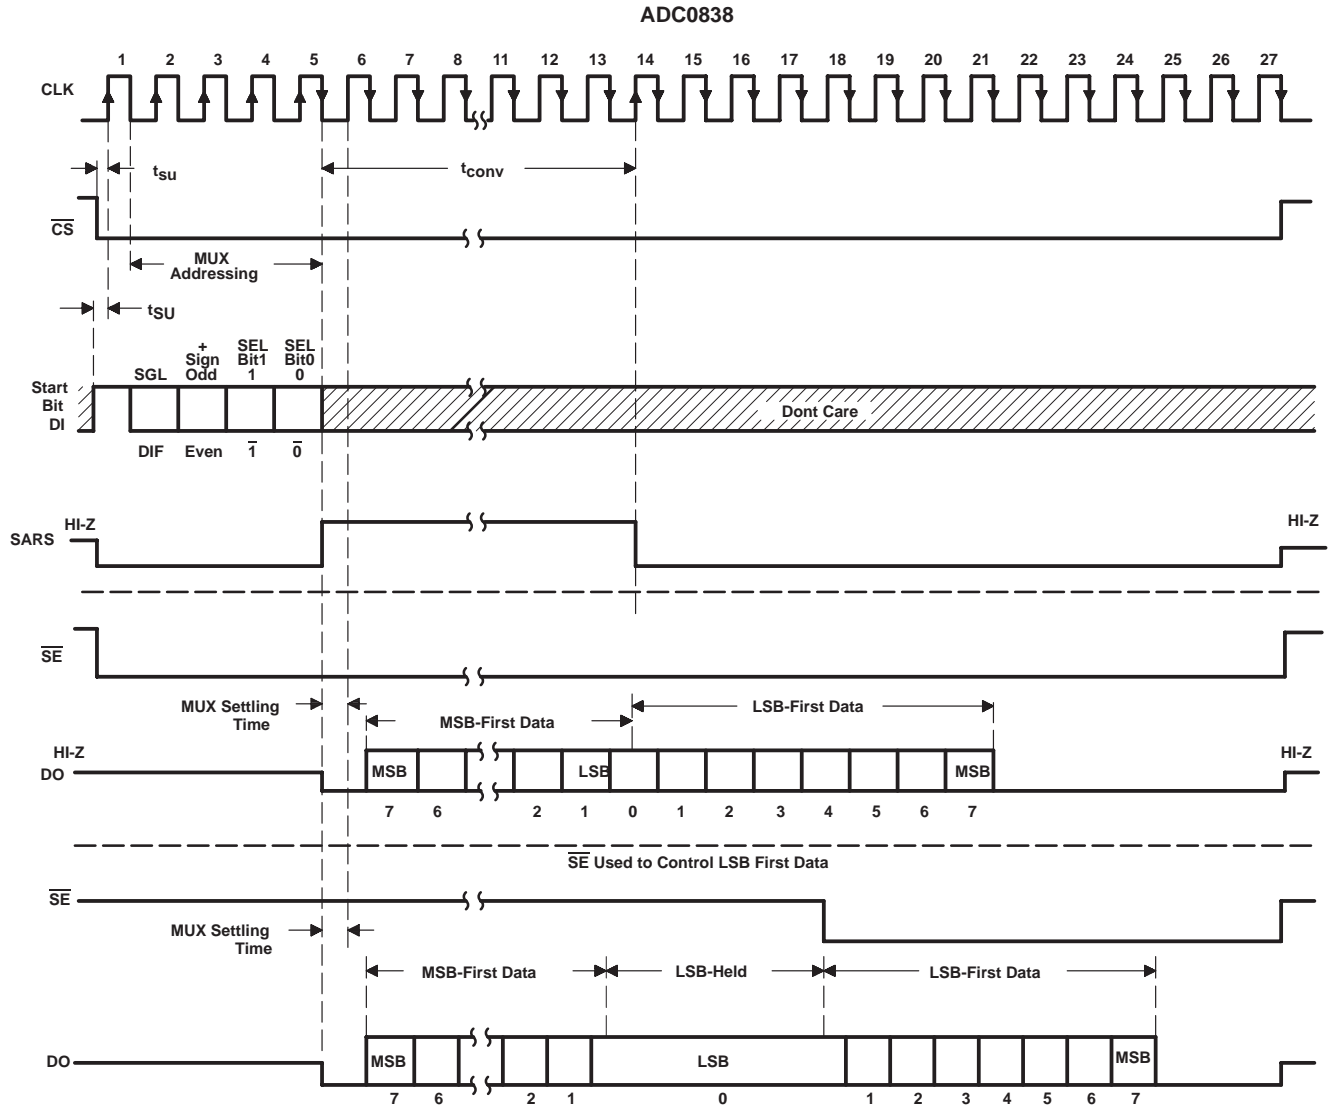 ADC0838
1 2 3 4 5 6 7 8 11 12 13 14 15 16 17 18 19 20 21 22 23 24 25 26 27
CLK
tsu
tconv
CS
MUX
Addressing
tSU
+
Sign
Odd
SEL
Bit1
1
SEL
Bit0
0
SGL
Start
Bit
DI
Dont Care
DIF Even 1 0
HI-Z
SARS
HI-Z
SE
MUX Settling
Time
MSB-First Data
LSB-First Data
HI-Z
DO
MSB
LSB
MSB
HI-Z
7 6 2 1 0 1 2 3 4 5 6 7
SE Used to Control LSB First Data
SE
MUX Settling
Time
MSB-First Data
LSB-Held
LSB-First Data
DO
MSB
LSB
MSB
7 6 2 1 0 1 2 3 4 5 6 7